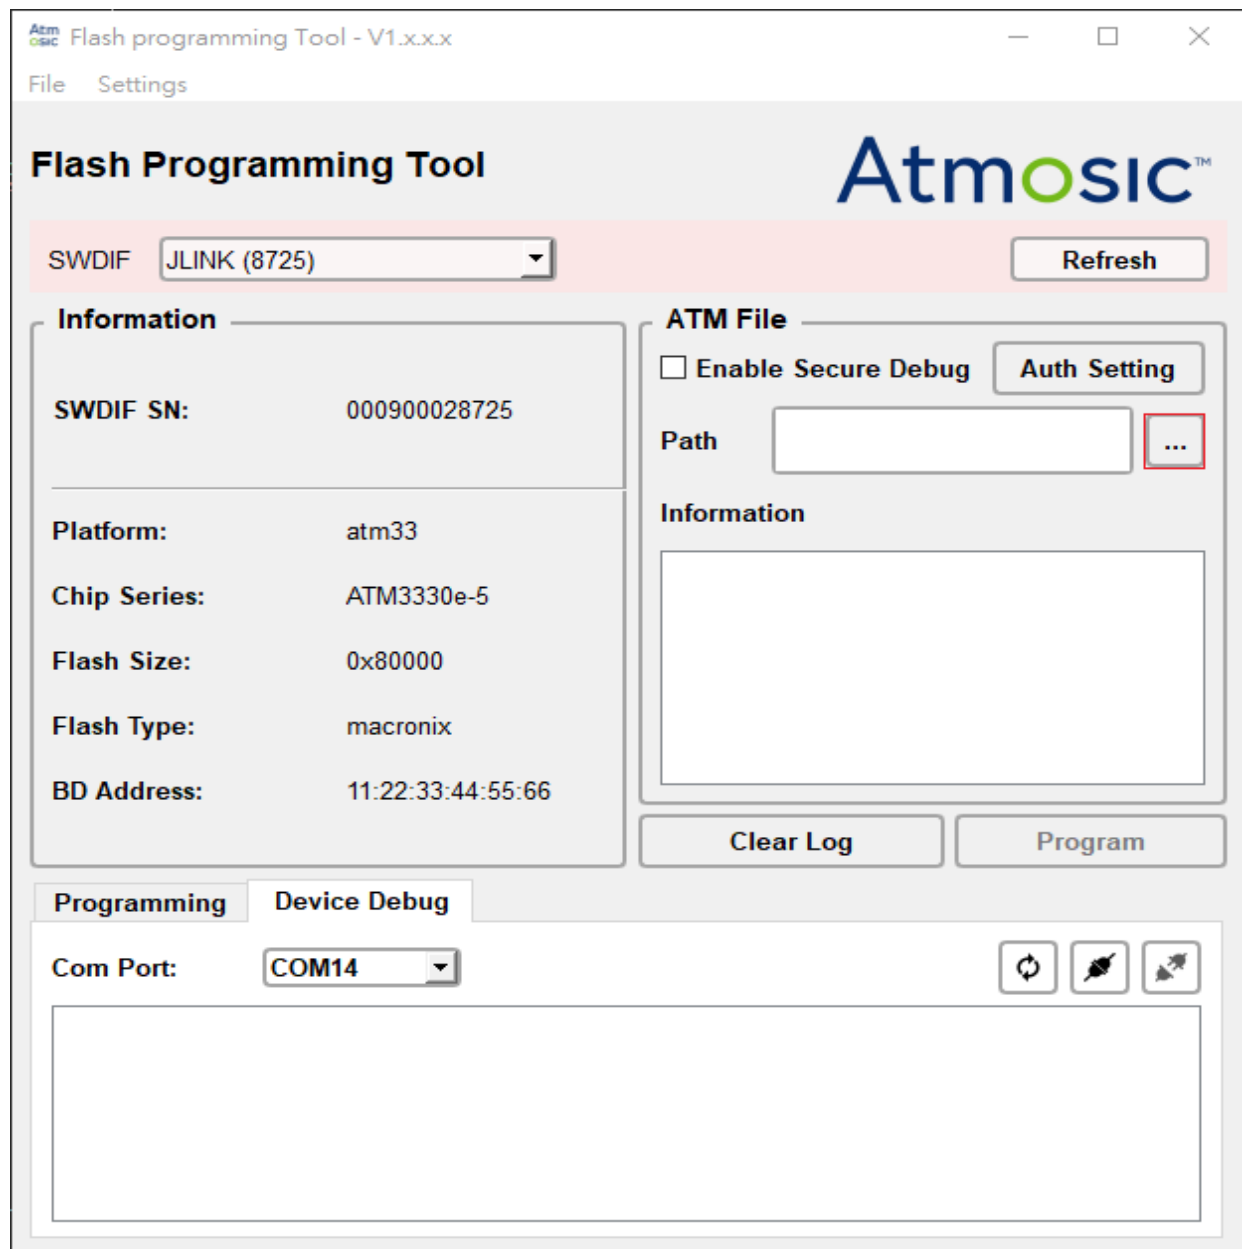 Atmosic Flash programming Tool - V1.x.x.x
File Settings
Flash Programming Tool
Atmosic™
SWDIF JLINK (8725) Refresh
Information
SWDIF SN: 000900028725
Platform: atm33
Chip Series: ATM3330e-5
Flash Size: 0x80000
Flash Type: macronix
BD Address: 11:22:33:44:55:66
ATM File
Enable Secure Debug Auth Setting
Path ...
Information
Clear Log Program
Programming Device Debug
Com Port: COM14